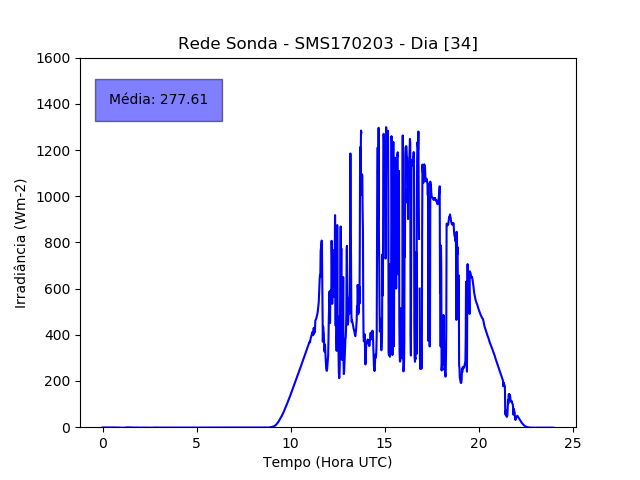 Rede Sonda - SMS170203 - Dia [34]
1600
1400
1200
1000
800
600
400
200
0
Média: 277.61
Irradiância (Wm-2)
0 5 10 15 20 25
Tempo (Hora UTC)